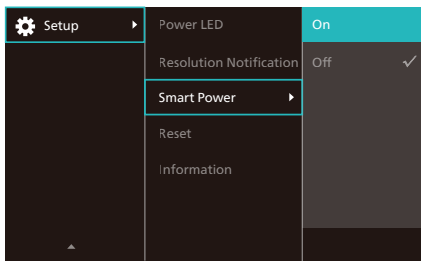 Setup
Power LED
Resolution Notification
Smart Power
Reset
Information
On
Off